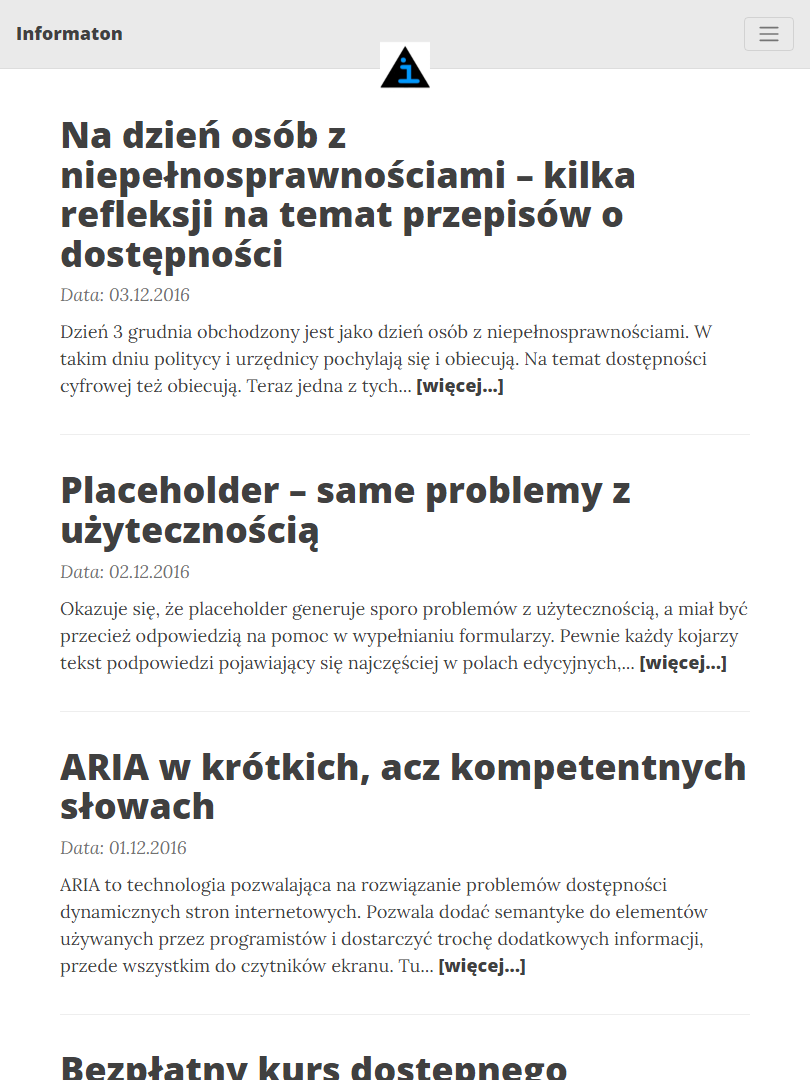 Informaton
i
Na dzień osób z
niepełnosprawnościami – kilka
refleksji na temat przepisów o
dostępności
Data: 03.12.2016
Dzień 3 grudnia obchodzony jest jako dzień osób z niepełnosprawnościami. W
takim dniu politycy i urzędnicy pochylają się i obiecują. Na temat dostępności
cyfrowej też obiecują. Teraz jedna z tych... [więcej...]
Placeholder – same problemy z
użytecznością
Data: 02.12.2016
Okazuje się, że placeholder generuje sporo problemów z użytecznością, a miał być
przecież odpowiedzią na pomoc w wypełnianiu formularzy. Pewnie każdy kojarzy
tekst podpowiedzi pojawiający się najczęściej w polach edycyjnych,... [więcej...]
ARIA w krótkich, acz kompetentnych
słowach
Data: 01.12.2016
ARIA to technologia pozwalająca na rozwiązanie problemów dostępności
dynamicznych stron internetowych. Pozwala dodać semantyke do elementów
używanych przez programistów i dostarczyć trochę dodatkowych informacji,
przede wszystkim do czytników ekranu. Tu... [więcej...]
Bezpłatny kurs dostępnego